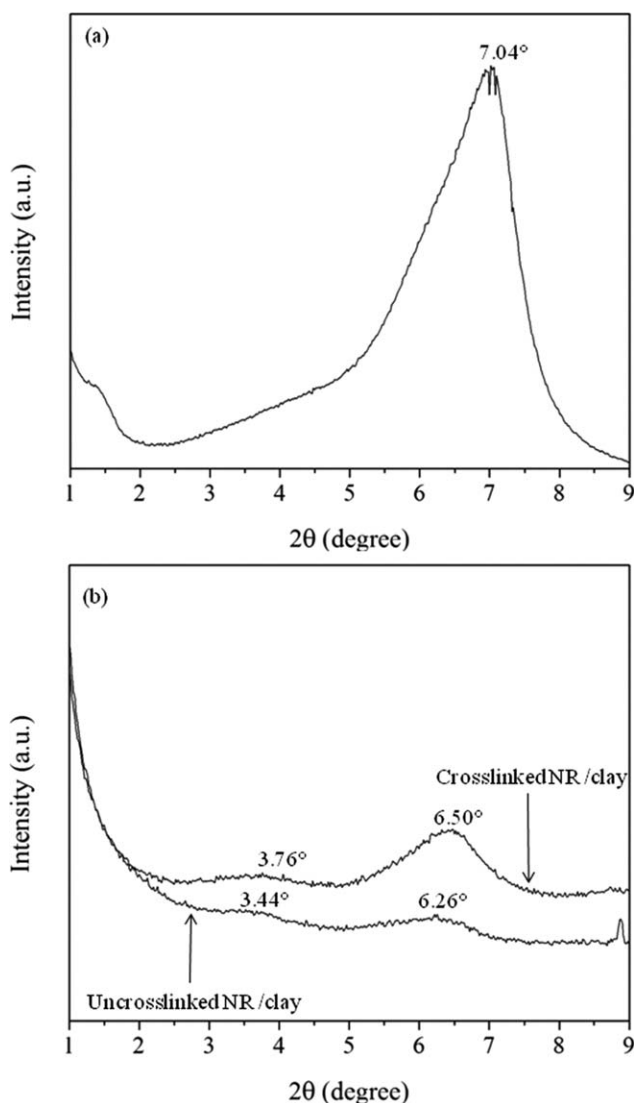 (a)
7.04°
Intensity (a.u.)
1 2 3 4 5 6 7 8 9
2θ (degree)
(b)
Intensity (a.u.)
Crosslinked NR /clay
6.50°
3.76°
3.44°
6.26°
Uncrosslinked NR /clay
1 2 3 4 5 6 7 8 9
2θ (degree)